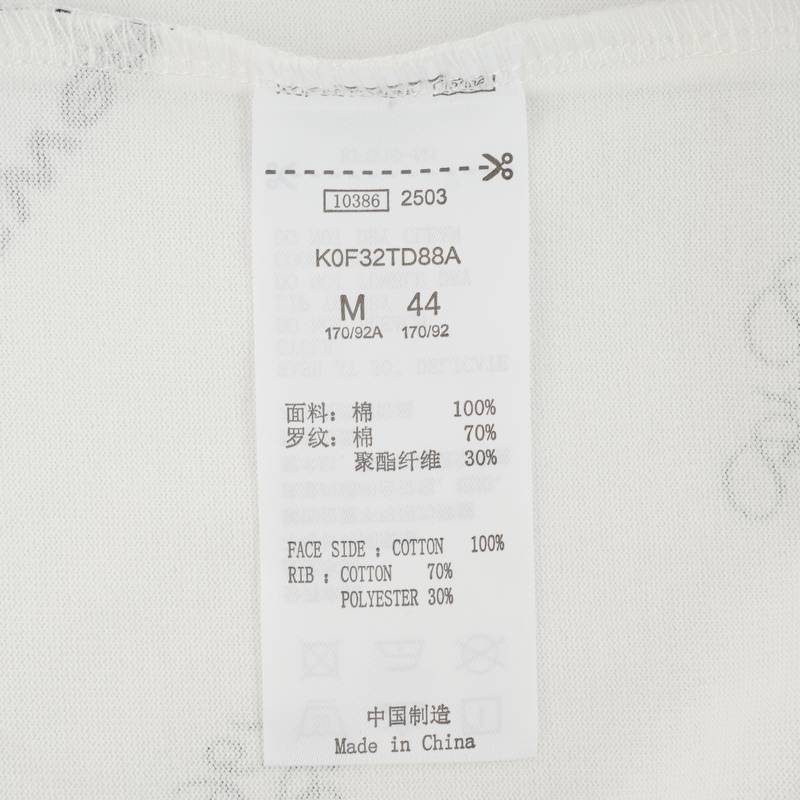 10386 2503
K0F32TD88A
M 44
170/92A 170/92
面料：棉 100%
罗纹：棉 70%
聚酯纤维 30%
FACE SIDE : COTTON 100%
RIB : COTTON 70%
POLYESTER 30%
中国制造
Made in China